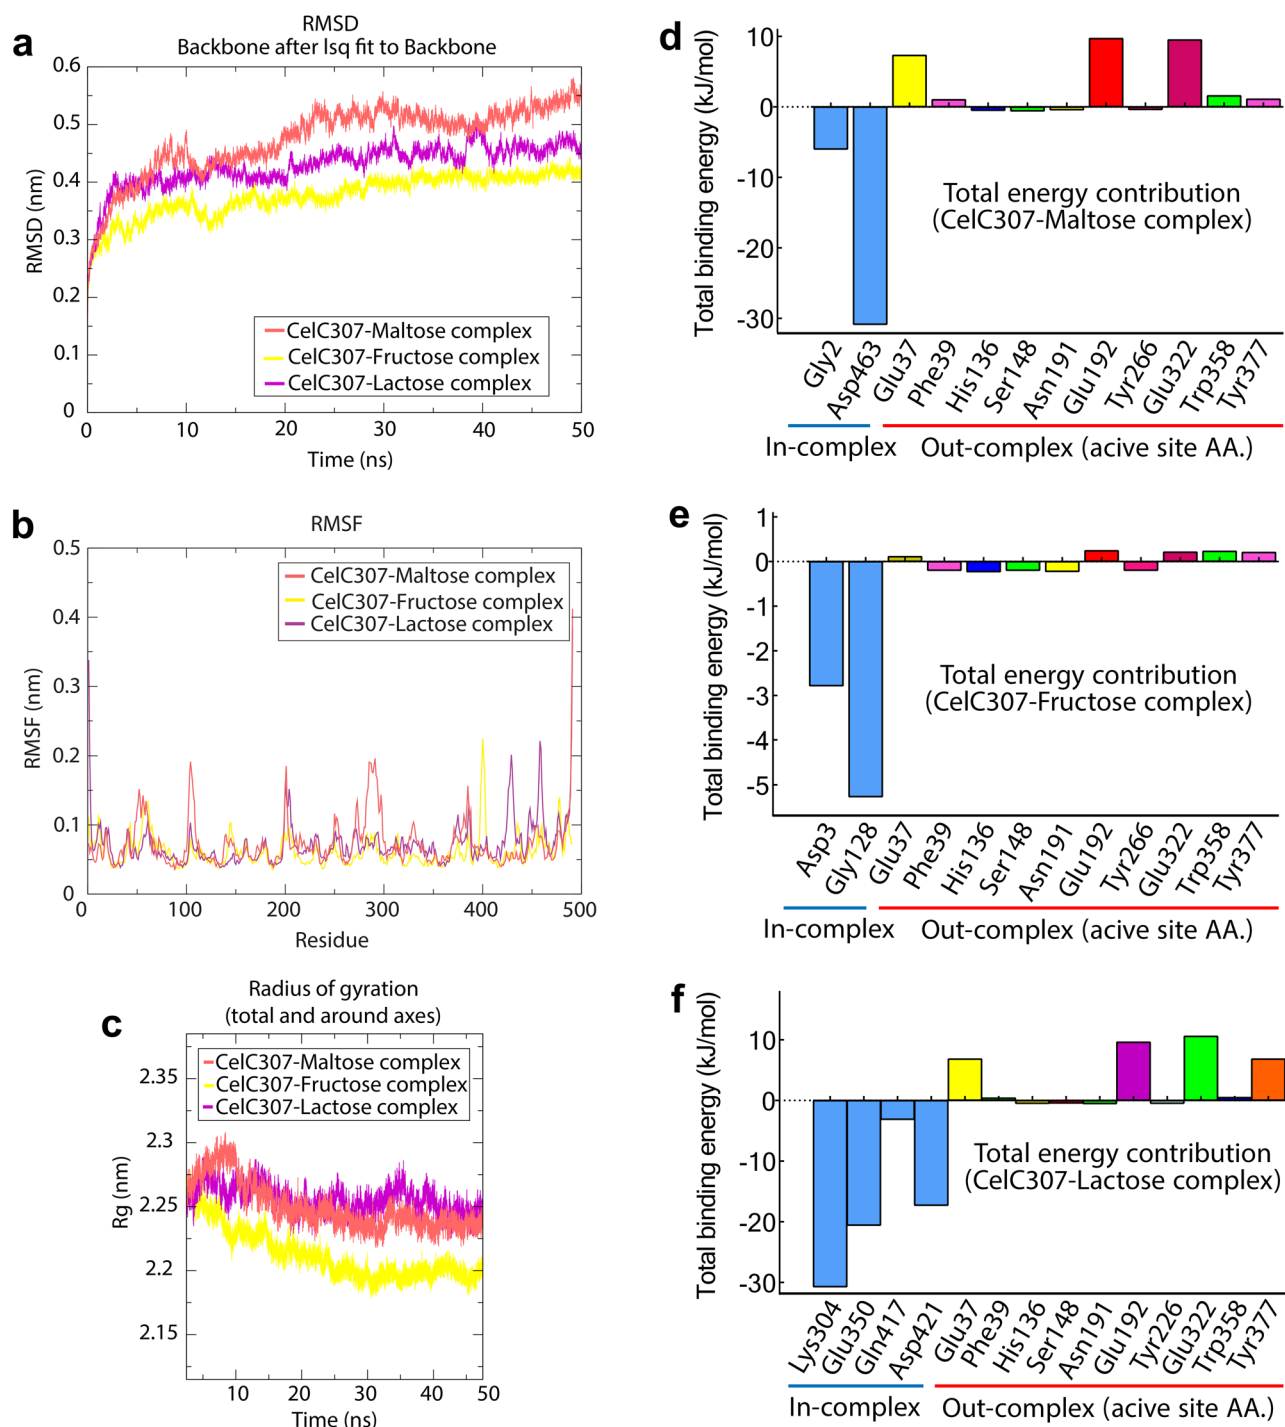 a
RMSD
Backbone after lsq fit to Backbone
RMSD (nm)
0.6
0.5
0.4
0.3
0.2
0.1
0
CelC307-Maltose complex
CelC307-Fructose complex
CelC307-Lactose complex
0 10 20 30 40 50
Time (ns)
b
RMSF
RMSF (nm)
0.5
0.4
0.3
0.2
0.1
0
CelC307-Maltose complex
CelC307-Fructose complex
CelC307-Lactose complex
0 100 200 300 400 500
Residue
c
Radius of gyration
(total and around axes)
Rg (nm)
2.35
2.3
2.25
2.2
2.15
CelC307-Maltose complex
CelC307-Fructose complex
CelC307-Lactose complex
10 20 30 40 50
Time (ns)
d
Total binding energy (kJ/mol)
10
0
-10
-20
-30
Total energy contribution
(CelC307-Maltose complex)
Gly2 Asp463 Glu37 Phe39 His136 Ser148 Asn191 Glu192 Tyr266 Glu322 Trp358 Tyr377
In-complex Out-complex (acive site AA.)
e
Total binding energy (kJ/mol)
1
0
-1
-2
-3
-4
-5
Total energy contribution
(CelC307-Fructose complex)
Asp3 Gly128 Glu37 Phe39 His136 Ser148 Asn191 Glu192 Tyr266 Glu322 Trp358 Tyr377
In-complex Out-complex (acive site AA.)
f
Total binding energy (kJ/mol)
10
0
-10
-20
-30
Total energy contribution
(CelC307-Lactose complex)
Lys304 Glu350 Gln417 Asp421 Glu37 Phe39 His136 Ser148 Asn191 Glu192 Tyr226 Glu322 Trp358 Tyr377
In-complex Out-complex (acive site AA.)